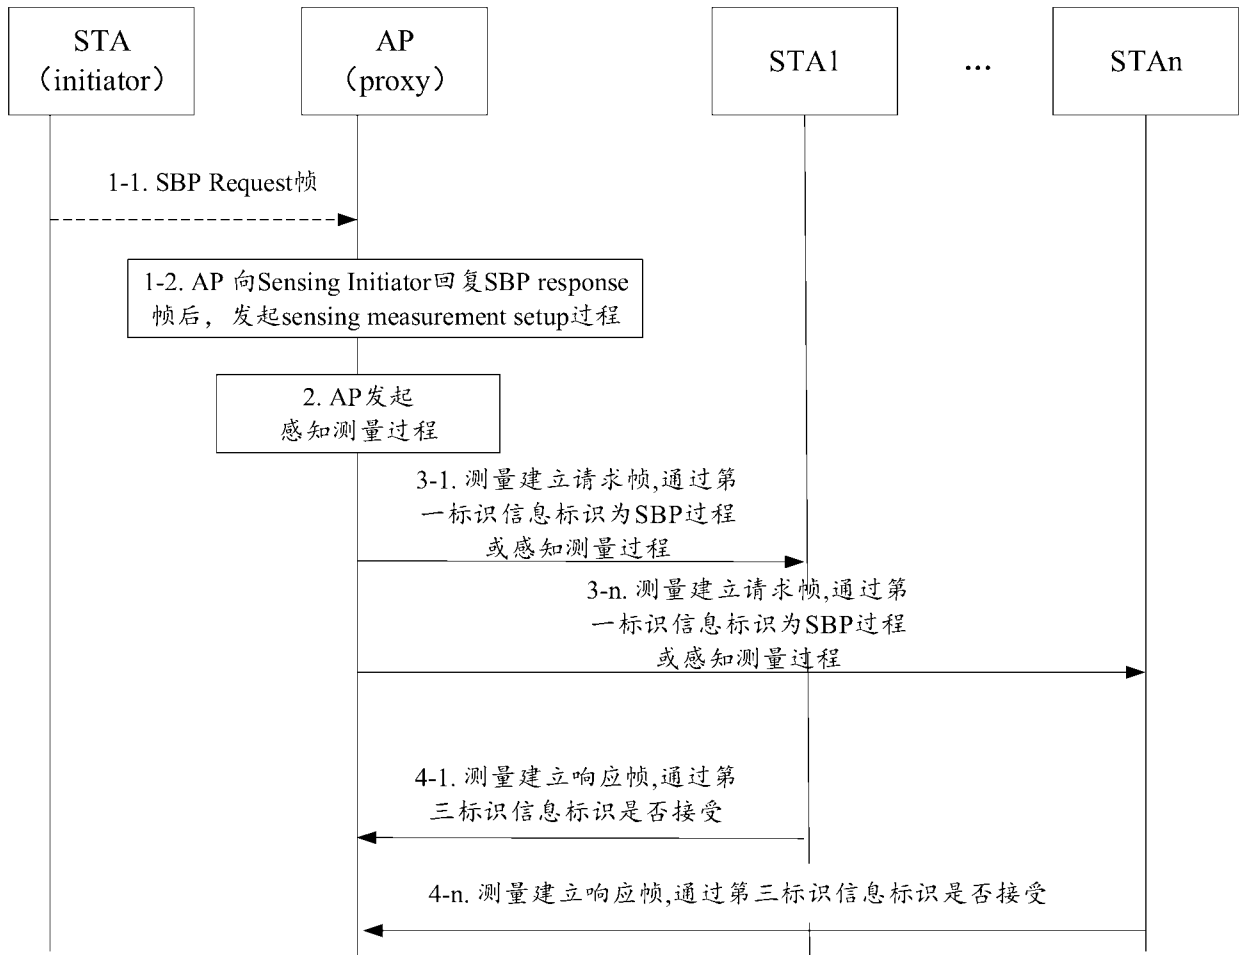 STA
（initiator）
AP
（proxy）
STA1
...
STAn
1-1. SBP Request帧
1-2. AP 向Sensing Initiator回复SBP response
帧后，发起sensing measurement setup过程
2. AP发起
感知测量过程
3-1. 测量建立请求帧,通过第
一标识信息标识为SBP过程
或感知测量过程
3-n. 测量建立请求帧,通过第
一标识信息标识为SBP过程
或感知测量过程
4-1. 测量建立响应帧,通过第
三标识信息标识是否接受
4-n. 测量建立响应帧,通过第三标识信息标识是否接受